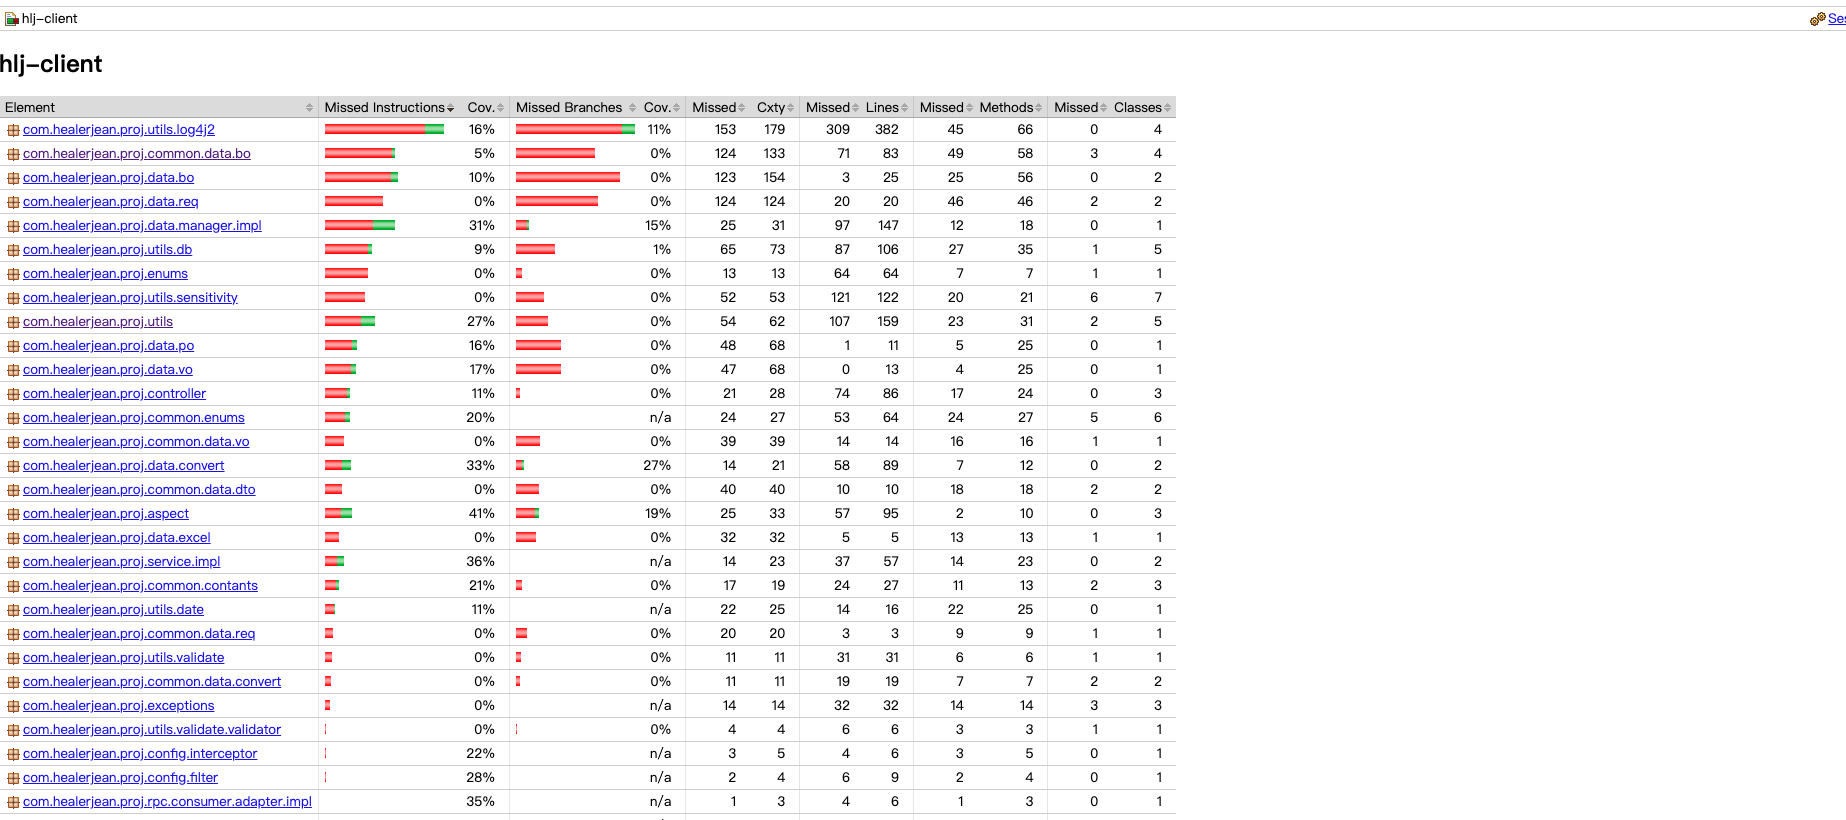 hlj-client
Ses
hlj-client
Element Missed Instructions Cov. Missed Branches Cov. Missed Cxty Missed Lines Missed Methods Missed Classes
com.healerjean.proj.utils.log4j2 16% 11% 153 179 309 382 45 66 0 4
com.healerjean.proj.common.data.bo 5% 0% 124 133 71 83 49 58 3 4
com.healerjean.proj.data.bo 10% 0% 123 154 3 25 25 56 0 2
com.healerjean.proj.data.req 0% 0% 124 124 20 20 46 46 2 2
com.healerjean.proj.data.manager.impl 31% 15% 25 31 97 147 12 18 0 1
com.healerjean.proj.utils.db 9% 1% 65 73 87 106 27 35 1 5
com.healerjean.proj.enums 0% 0% 13 13 64 64 7 7 1 1
com.healerjean.proj.utils.sensitivity 0% 0% 52 53 121 122 20 21 6 7
com.healerjean.proj.utils 27% 0% 54 62 107 159 23 31 2 5
com.healerjean.proj.data.po 16% 0% 48 68 1 11 5 25 0 1
com.healerjean.proj.data.vo 17% 0% 47 68 0 13 4 25 0 1
com.healerjean.proj.controller 11% 0% 21 28 74 86 17 24 0 3
com.healerjean.proj.common.enums 20% n/a 24 27 53 64 24 27 5 6
com.healerjean.proj.common.data.vo 0% 0% 39 39 14 14 16 16 1 1
com.healerjean.proj.data.convert 33% 27% 14 21 58 89 7 12 0 2
com.healerjean.proj.common.data.dto 0% 0% 40 40 10 10 18 18 2 2
com.healerjean.proj.aspect 41% 19% 25 33 57 95 2 10 0 3
com.healerjean.proj.data.excel 0% 0% 32 32 5 5 13 13 1 1
com.healerjean.proj.service.impl 36% n/a 14 23 37 57 14 23 0 2
com.healerjean.proj.common.contants 21% 0% 17 19 24 27 11 13 2 3
com.healerjean.proj.utils.date 11% n/a 22 25 14 16 22 25 0 1
com.healerjean.proj.common.data.req 0% 0% 20 20 3 3 9 9 1 1
com.healerjean.proj.utils.validate 0% 0% 11 11 31 31 6 6 1 1
com.healerjean.proj.common.data.convert 0% 0% 11 11 19 19 7 7 2 2
com.healerjean.proj.exceptions 0% n/a 14 14 32 32 14 14 3 3
com.healerjean.proj.utils.validate.validator 0% 0% 4 4 6 6 3 3 1 1
com.healerjean.proj.config.interceptor 22% n/a 3 5 4 6 3 5 0 1
com.healerjean.proj.config.filter 28% n/a 2 4 6 9 2 4 0 1
com.healerjean.proj.rpc.consumer.adapter.impl 35% n/a 1 3 4 6 1 3 0 1